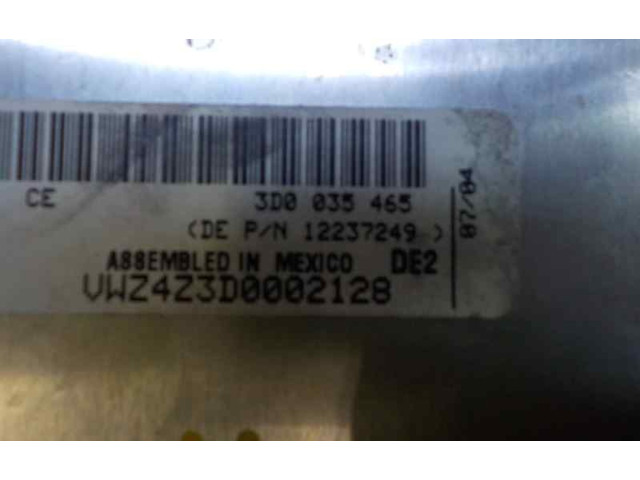 CE 3D0 035 465
(DE P/N 12237249 )
ASSEMBLED IN MEXICO DE2
VWZ4Z3D0002128
07/04